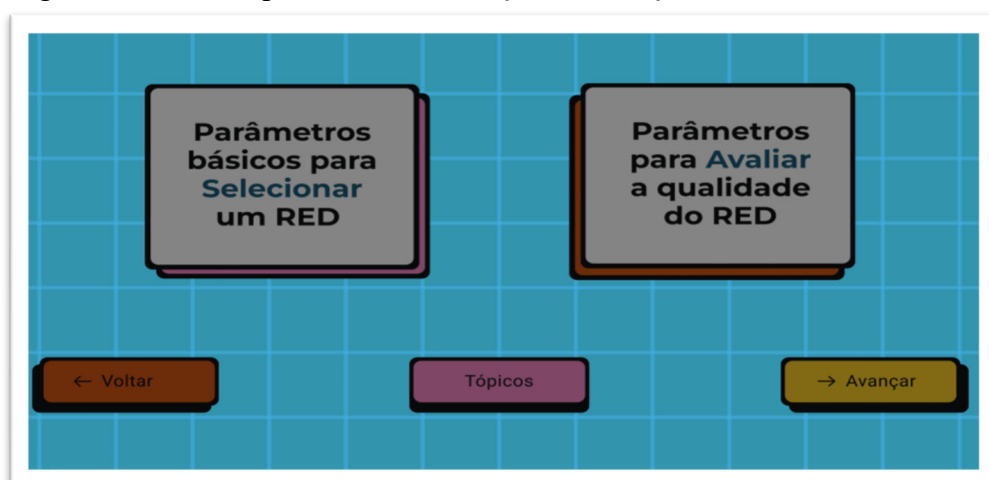 Parâmetros
básicos para
Selecionar
um RED
Parâmetros
para Avaliar
a qualidade
do RED
← Voltar
Tópicos
→ Avançar